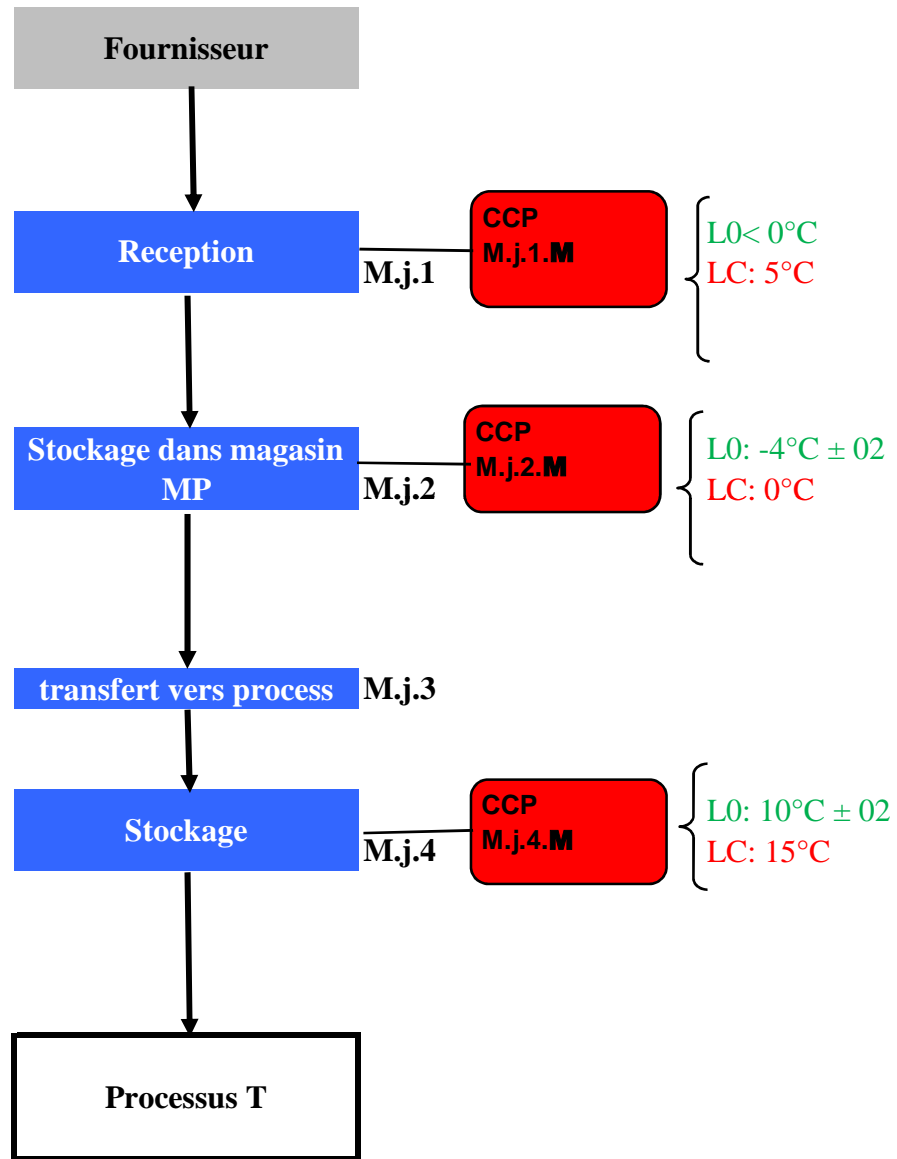 Fournisseur
Reception
M.j.1
CCP
M.j.1.M
L0< 0°C
LC: 5°C
Stockage dans magasin
MP
M.j.2
CCP
M.j.2.M
L0: -4°C ± 02
LC: 0°C
transfert vers process
M.j.3
Stockage
M.j.4
CCP
M.j.4.M
L0: 10°C ± 02
LC: 15°C
Processus T